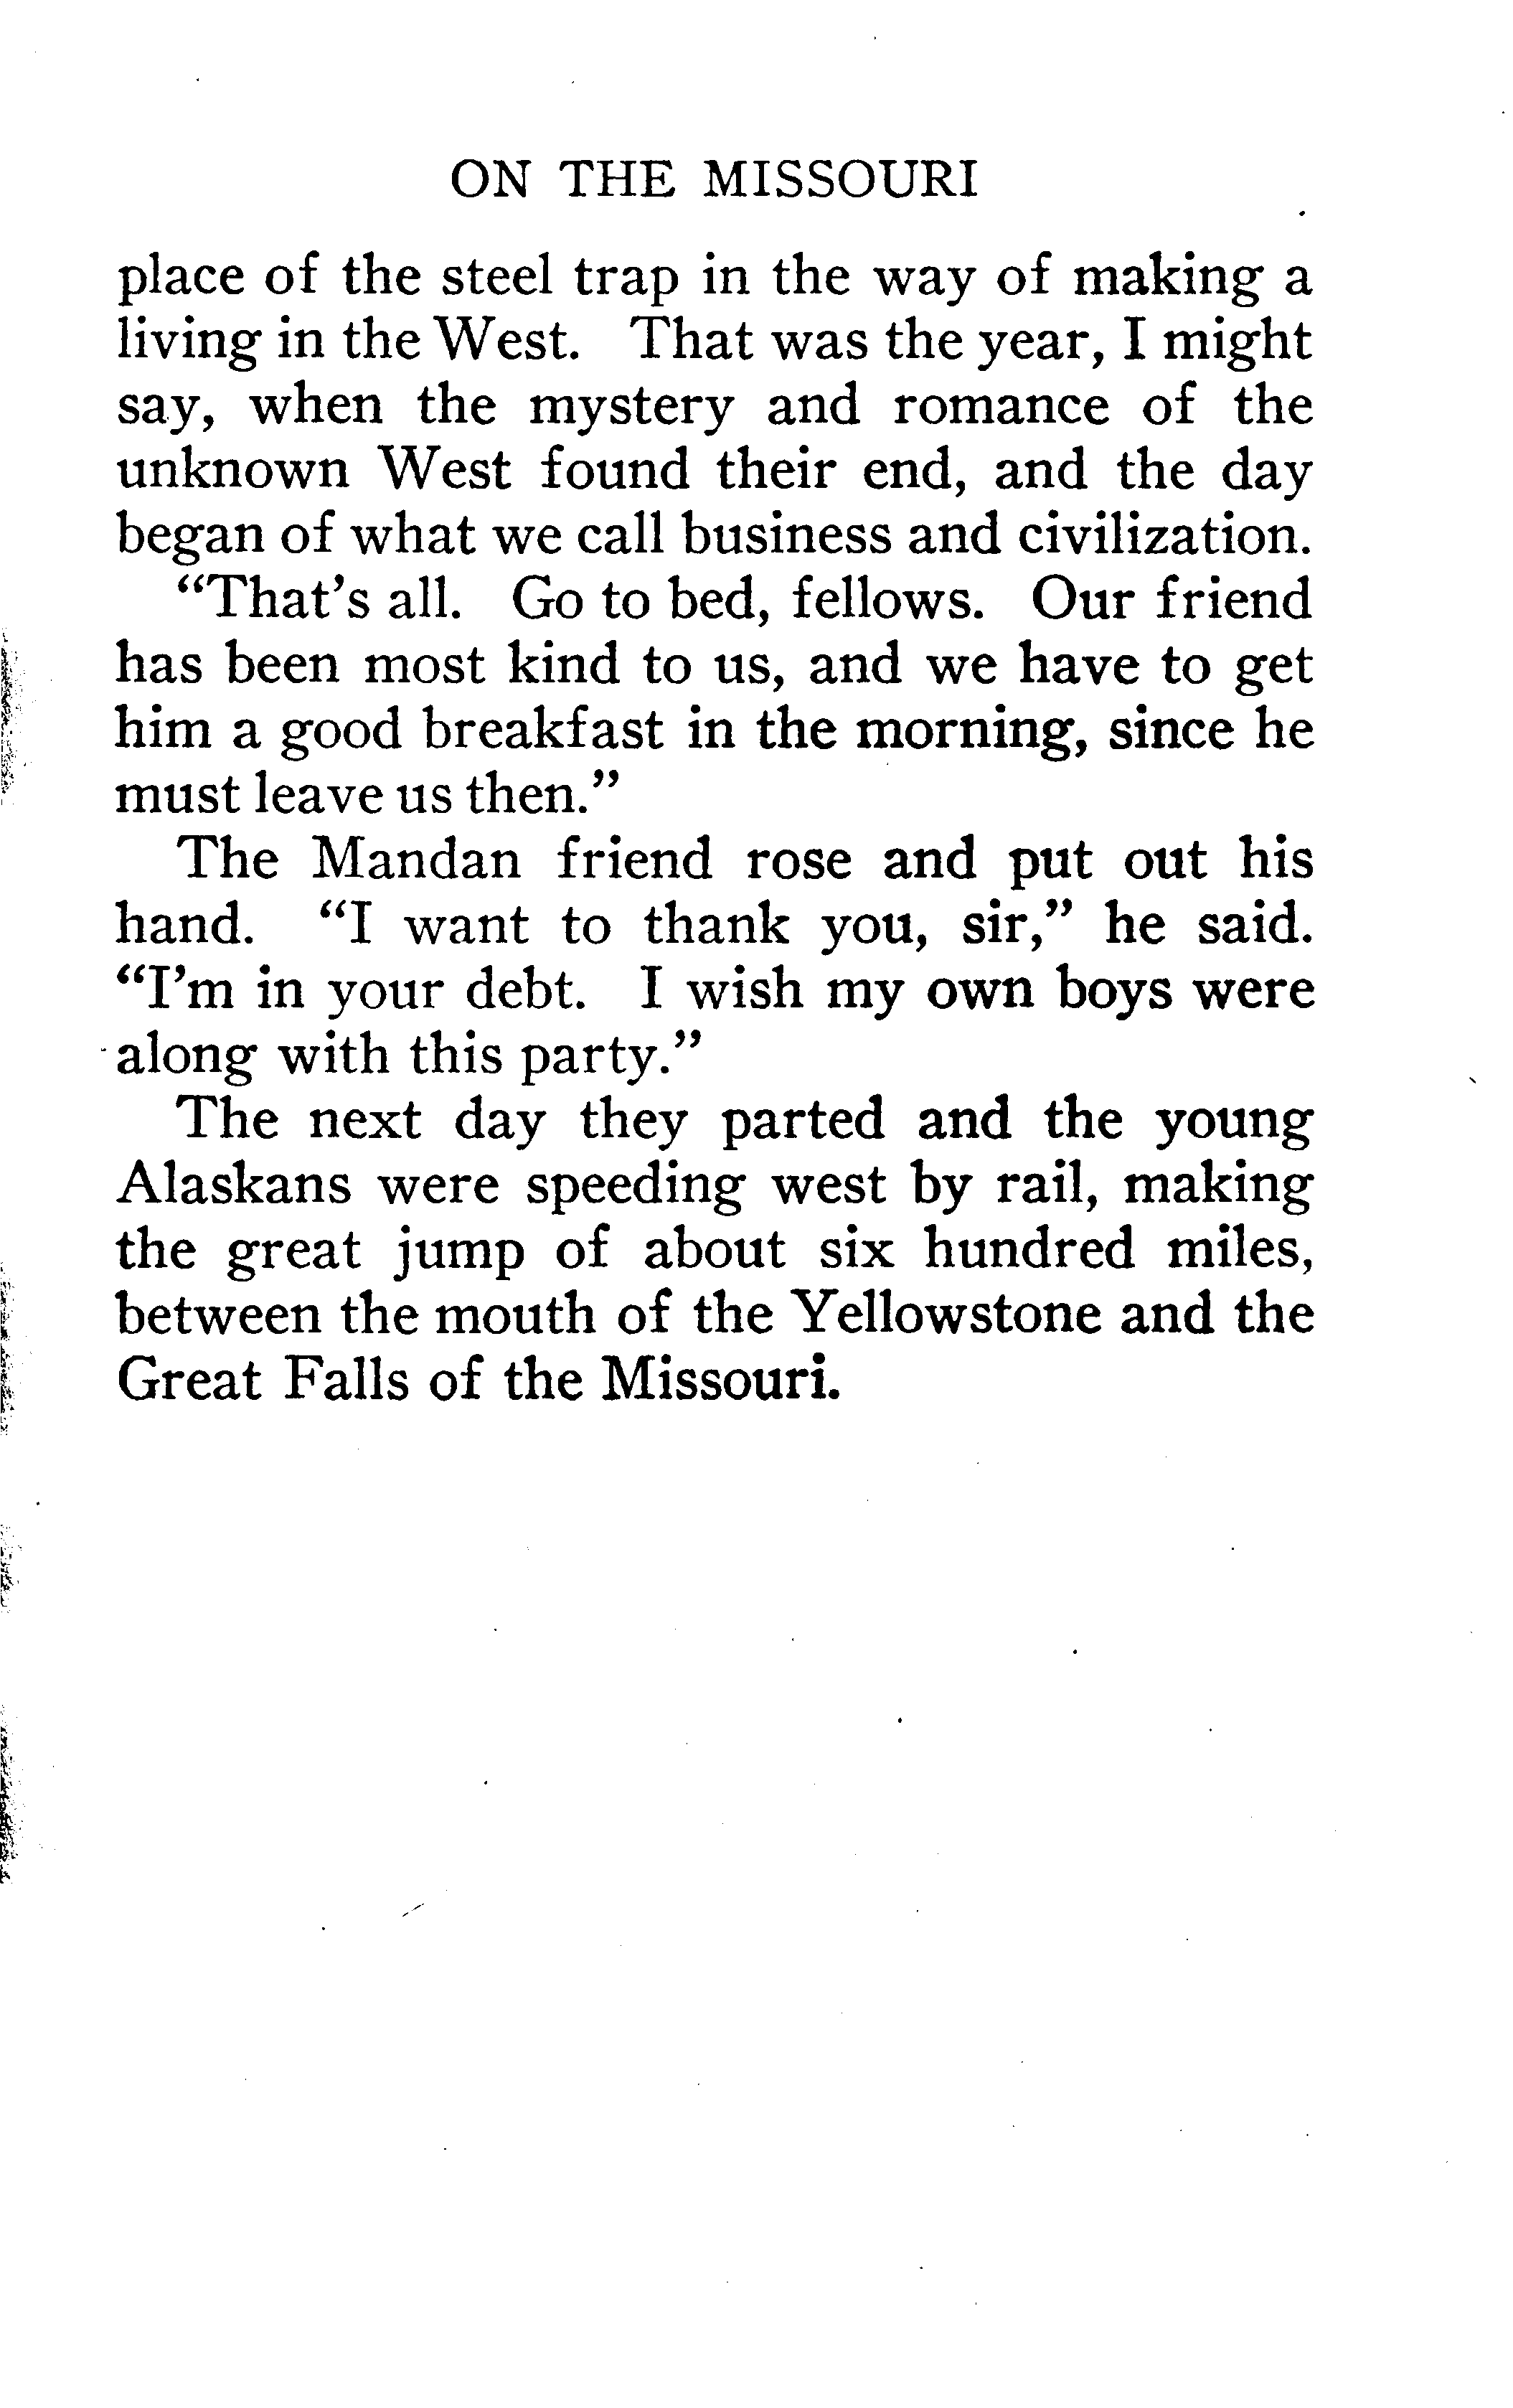 ON THE MISSOURI
place of the steel trap in the way of making a
living in the West. That was the year, I might
say, when the mystery and romance of the
unknown West found their end, and the day
began of what we call business and civilization.
“That’s all. Go to bed, fellows. Our friend
has been most kind to us, and we have to get
him a good breakfast in the morning, since he
must leave us then.”
The Mandan friend rose and put out his
hand. “I want to thank you, sir,” he said.
“I’m in your debt. I wish my own boys were
along with this party.”
The next day they parted and the young
Alaskans were speeding west by rail, making
the great jump of about six hundred miles,
between the mouth of the Yellowstone and the
Great Falls of the Missouri.